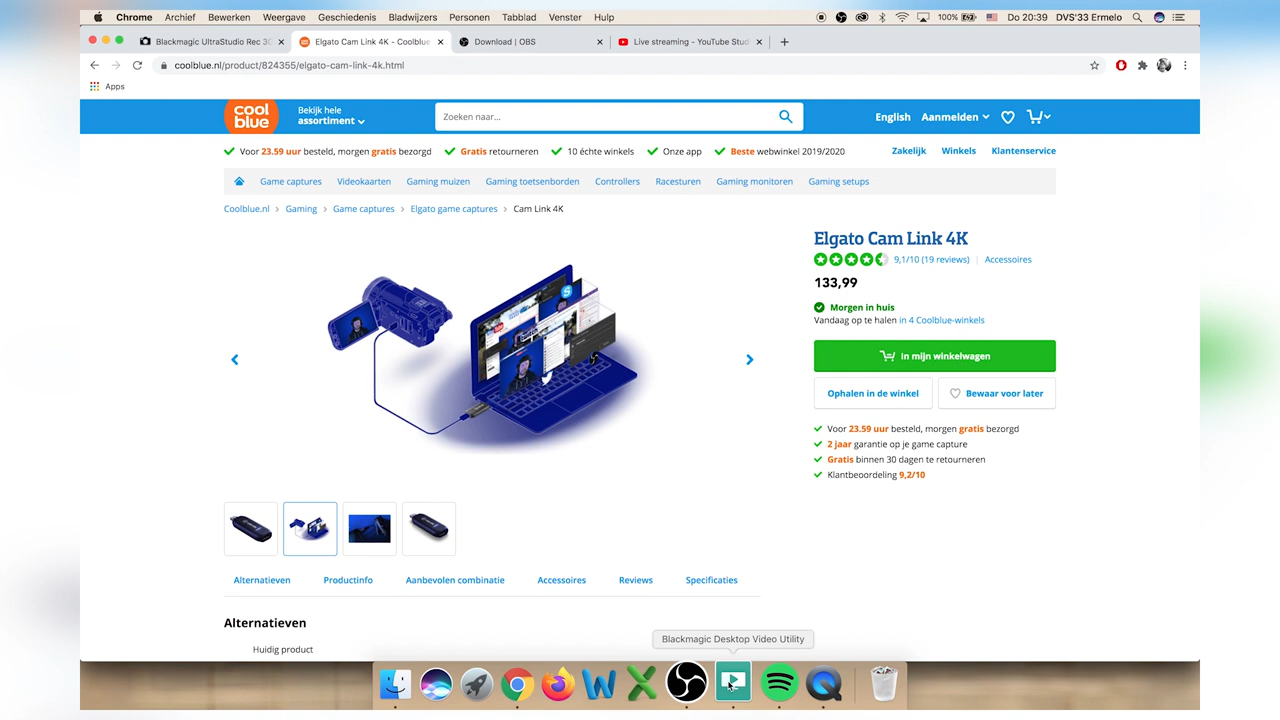 Chrome Archief Bewerken Weergave Geschiedenis Bladwijzers Personen Tabblad Venster Help 100% Do 20:39 DVS'33 Ermelo
Blackmagic UltraStudio Rec 3G Elgato Cam Link 4K - Coolblue Download | OBS Live streaming - YouTube Stud
coolblue.nl/product/824355/elgato-cam-link-4k.html
Apps
cool
blue
Bekijk hele
assortiment
Zoeken naar...
English Aanmelden
Voor 23.59 uur besteld, morgen gratis bezorgd Gratis retourneren 10 échte winkels Onze app Beste webwinkel 2019/2020 Zakelijk Winkels Klantenservice
Game captures Videokaarten Gaming muizen Gaming toetsenborden Controllers Racesturen Gaming monitoren Gaming setups
Coolblue.nl > Gaming > Game captures > Elgato game captures > Cam Link 4K
Elgato Cam Link 4K
9,1/10 (19 reviews) | Accessoires
133,99
Morgen in huis
Vandaag op te halen in 4 Coolblue-winkels
In mijn winkelwagen
Ophalen in de winkel Bewaar voor later
Voor 23.59 uur besteld, morgen gratis bezorgd
2 jaar garantie op je game capture
Gratis binnen 30 dagen te retourneren
Klantbeoordeling 9,2/10
Alternatieven Productinfo Aanbevolen combinatie Accessoires Reviews Specificaties
Alternatieven
Huidig product
Blackmagic Desktop Video Utility